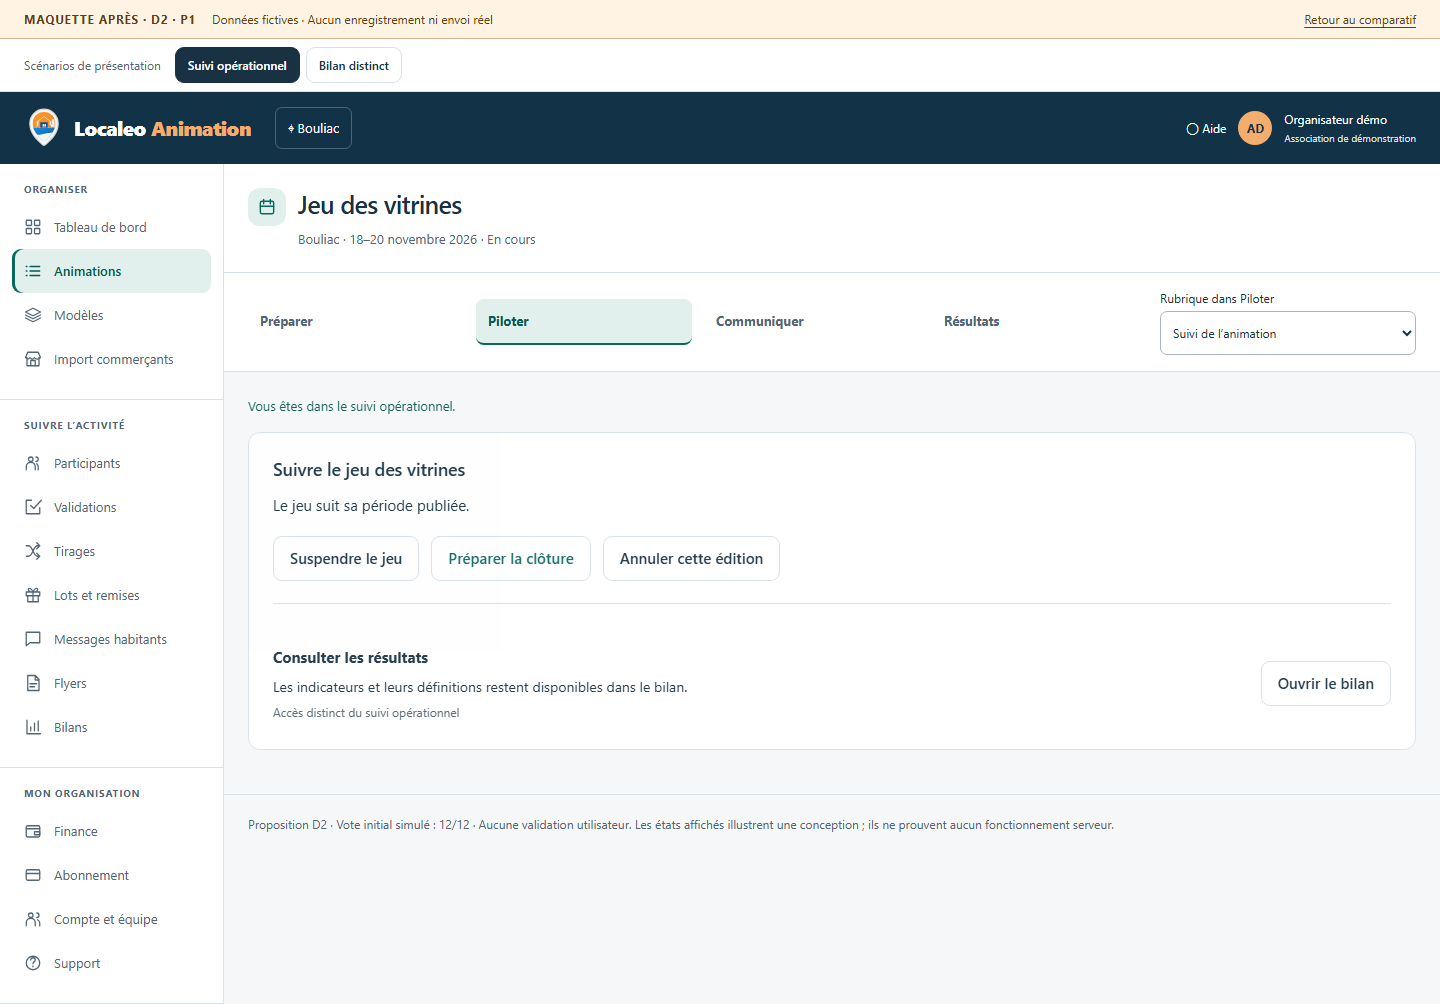 MAQUETTE APRÈS · D2 · P1 Données fictives · Aucun enregistrement ni envoi réel Retour au comparatif
Scénarios de présentation Suivi opérationnel Bilan distinct
Localeo Animation Bouliac Aide AD Organisateur démo
Association de démonstration
ORGANISER
Tableau de bord
Animations
Modèles
Import commerçants
SUIVRE L’ACTIVITÉ
Participants
Validations
Tirages
Lots et remises
Messages habitants
Flyers
Bilans
MON ORGANISATION
Finance
Abonnement
Compte et équipe
Support
Jeu des vitrines
Bouliac · 18–20 novembre 2026 · En cours
Préparer Piloter Communiquer Résultats
Rubrique dans Piloter
Suivi de l’animation
Vous êtes dans le suivi opérationnel.
Suivre le jeu des vitrines
Le jeu suit sa période publiée.
Suspendre le jeu Préparer la clôture Annuler cette édition
Consulter les résultats
Les indicateurs et leurs définitions restent disponibles dans le bilan.
Accès distinct du suivi opérationnel
Ouvrir le bilan
Proposition D2 · Vote initial simulé : 12/12 · Aucune validation utilisateur. Les états affichés illustrent une conception ; ils ne prouvent aucun fonctionnement serveur.